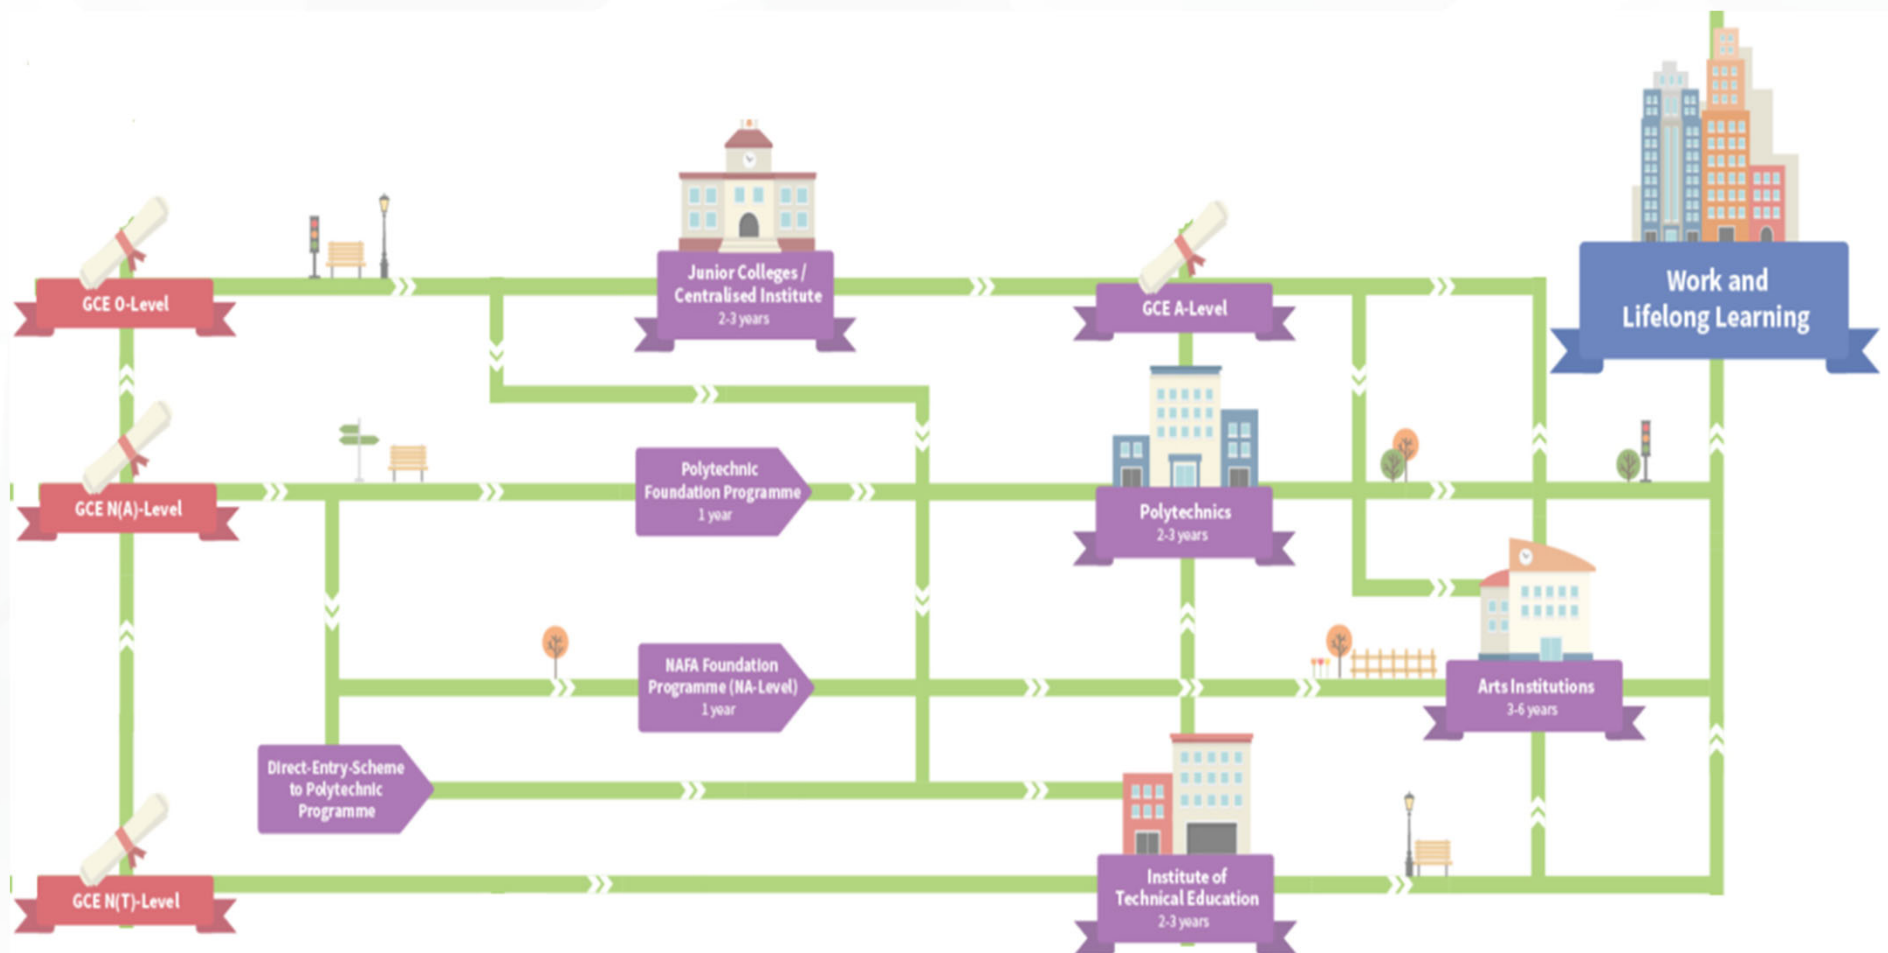 GCE O-Level
Junior Colleges /
Centralised Institute
2-3 years
GCE A-Level
Work and
Lifelong Learning
GCE N(A)-Level
Polytechnic
Foundation Programme
1 year
Polytechnics
2-3 years
NAFA Foundation
Programme (NA-Level)
1 year
Arts Institutions
3-6 years
Direct-Entry-Scheme
to Polytechnic
Programme
GCE N(T)-Level
Institute of
Technical Education
2-3 years